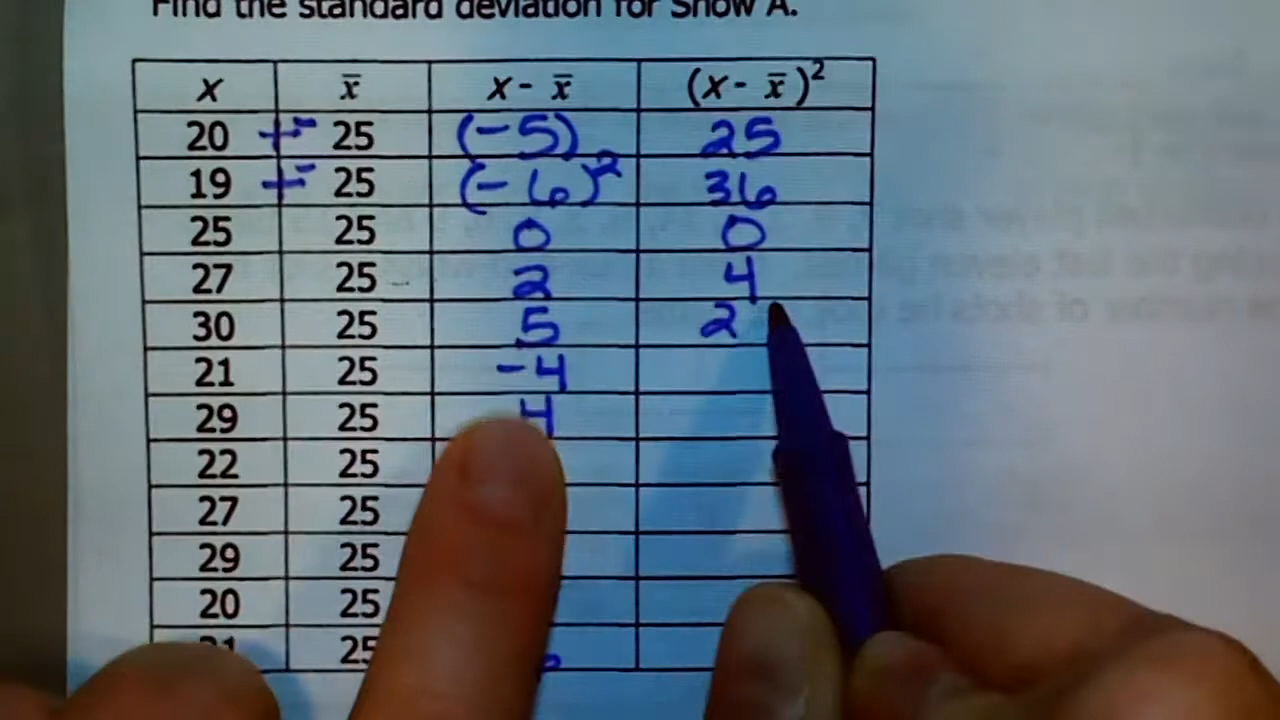 Find the standard deviation for Show A.
x x̄ x - x̄ (x - x̄)²
20 +- 25 (-5) 25
19 +- 25 (-6)² 36
25 25 0 0
27 25 2 4
30 25 5 2
21 25 -4
29 25 4
22 25
27 25
29 25
20 25
25